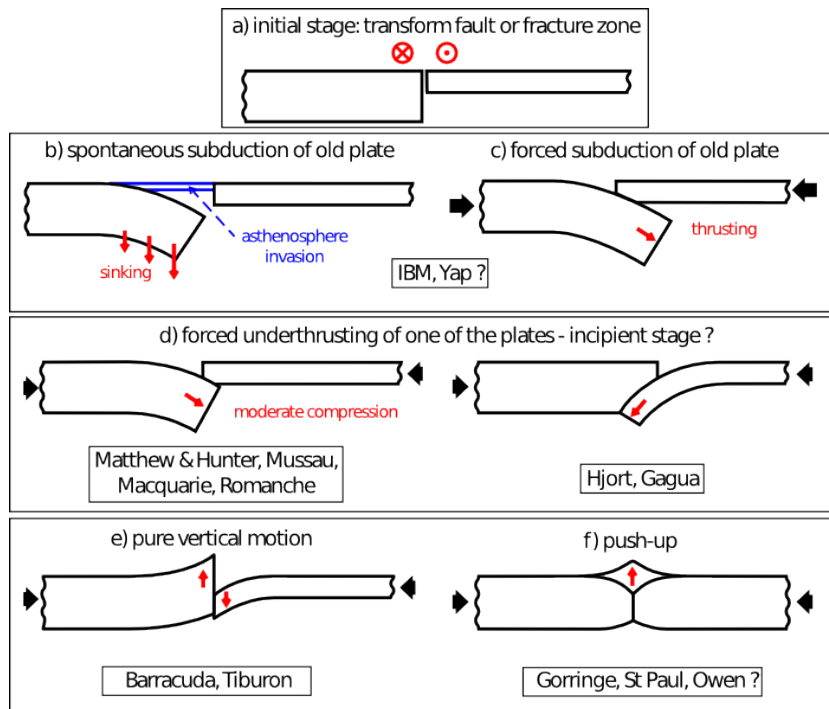 a) initial stage: transform fault or fracture zone
b) spontaneous subduction of old plate
c) forced subduction of old plate
asthenosphere
invasion
sinking
thrusting
IBM, Yap ?
d) forced underthrusting of one of the plates - incipient stage ?
moderate compression
Matthew & Hunter, Mussau,
Macquarie, Romanche
Hjort, Gagua
e) pure vertical motion
f) push-up
Barracuda, Tiburon
Gorringe, St Paul, Owen ?